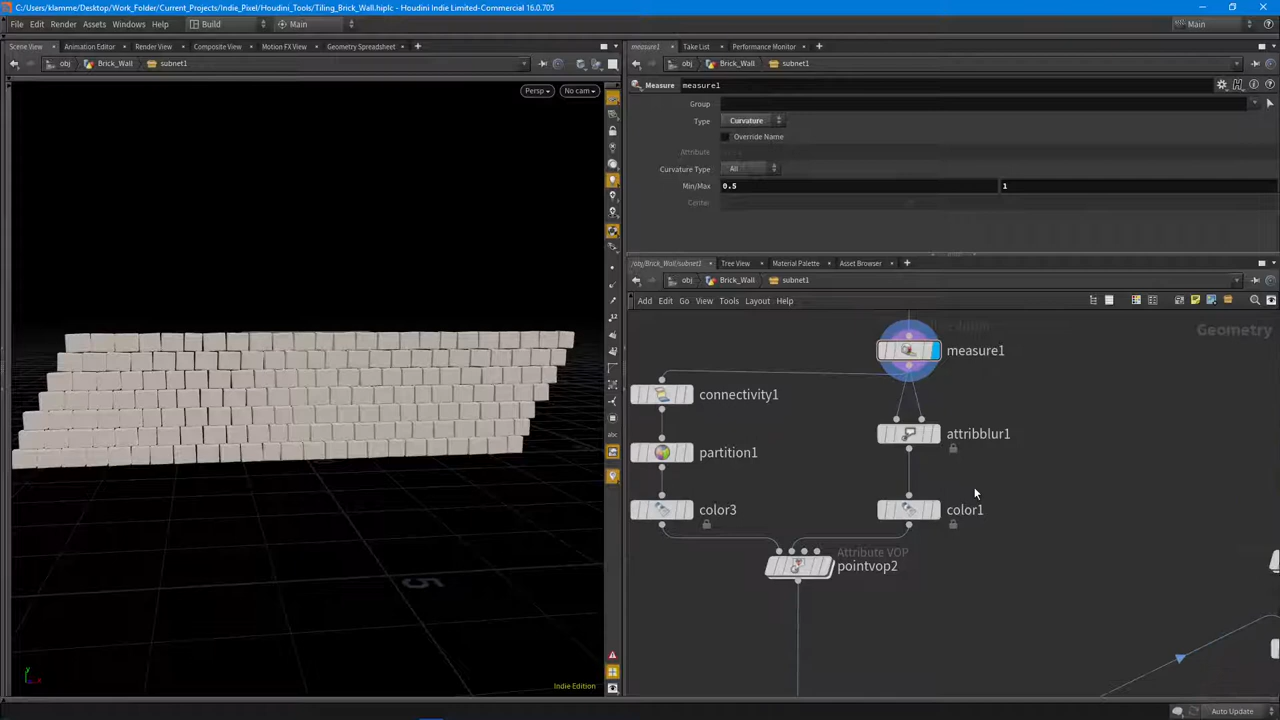 C:/Users/klamme/Desktop/Work_Folder/Current_Projects/Indie_Pixel/Houdini_Tools/Tiling_Brick_Wall.hiplc - Houdini Indie Limited-Commercial 16.0.705
File Edit Render Assets Windows Help Build Main Main
Scene View Animation Editor Render View Composite View Motion FX View Geometry Spreadsheet
obj Brick_Wall subnet1
Persp No cam
5
Indie Edition
measure1 Take List Performance Monitor
obj Brick_Wall subnet1
Measure measure1
Group
Type Curvature
Override Name
Attribute
Curvature Type All
Min/Max 0.5 1
Center
/obj/Brick_Wall/subnet1 Tree View Material Palette Asset Browser
obj Brick_Wall subnet1
Add Edit Go View Tools Layout Help
Geometry
measure1
connectivity1
attribblur1
partition1
color3
color1
Attribute VOP
pointvop2
Auto Update